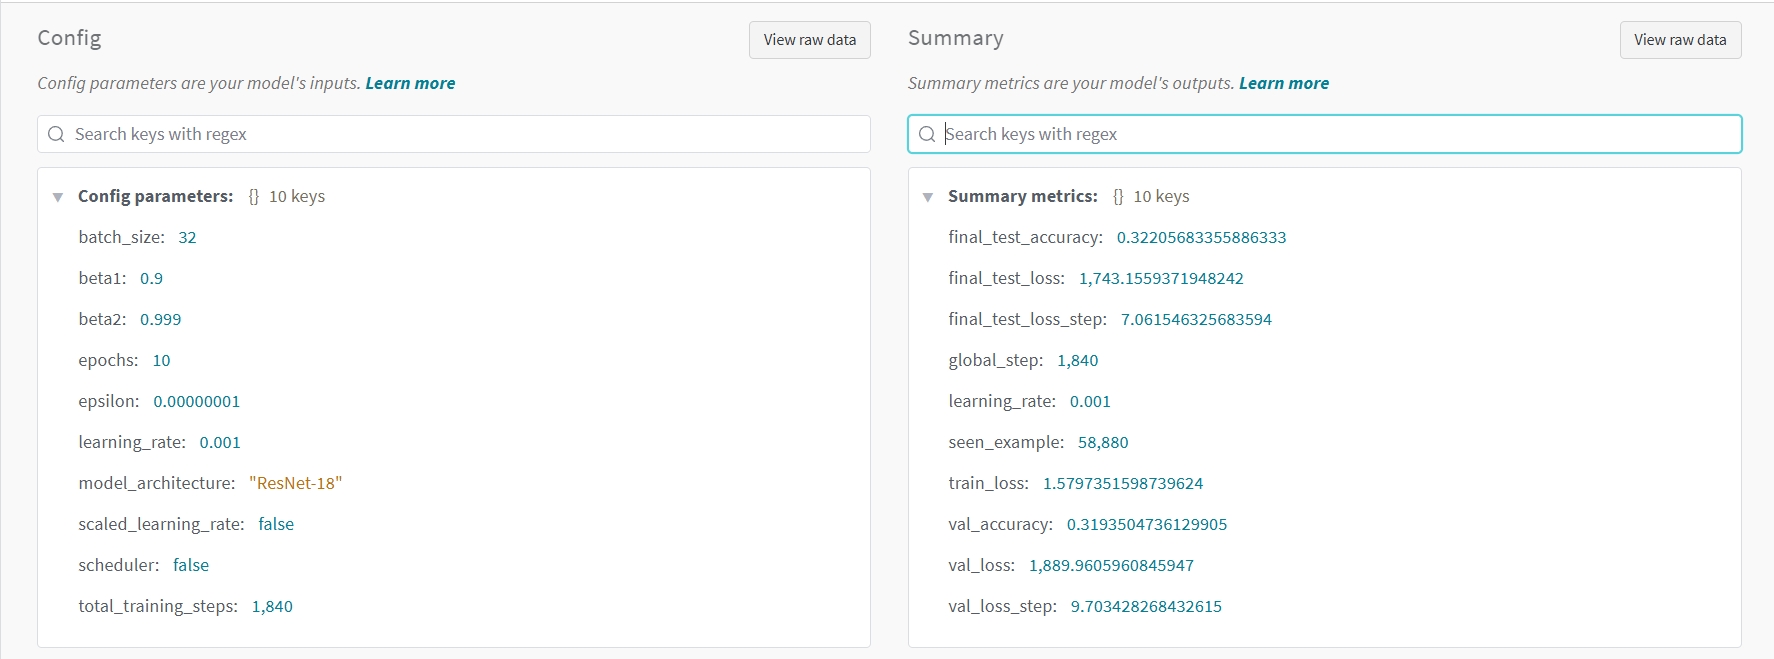 Config
View raw data
Config parameters are your model's inputs. Learn more
Search keys with regex
Config parameters: {} 10 keys
batch_size: 32
beta1: 0.9
beta2: 0.999
epochs: 10
epsilon: 0.00000001
learning_rate: 0.001
model_architecture: "ResNet-18"
scaled_learning_rate: false
scheduler: false
total_training_steps: 1,840
Summary
View raw data
Summary metrics are your model's outputs. Learn more
Search keys with regex
Summary metrics: {} 10 keys
final_test_accuracy: 0.32205683355886333
final_test_loss: 1,743.1559371948242
final_test_loss_step: 7.061546325683594
global_step: 1,840
learning_rate: 0.001
seen_example: 58,880
train_loss: 1.5797351598739624
val_accuracy: 0.3193504736129905
val_loss: 1,889.9605960845947
val_loss_step: 9.703428268432615